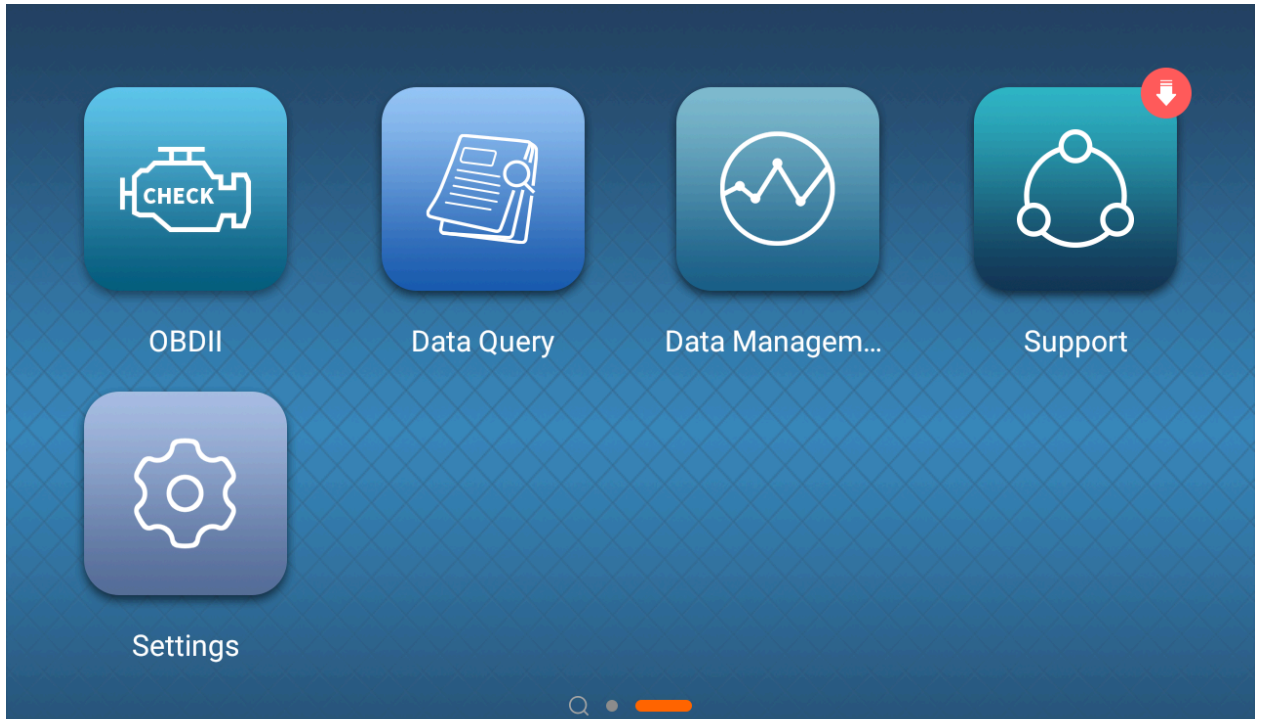 CHECK
OBDII
Data Query
Data Managem...
Support
Settings